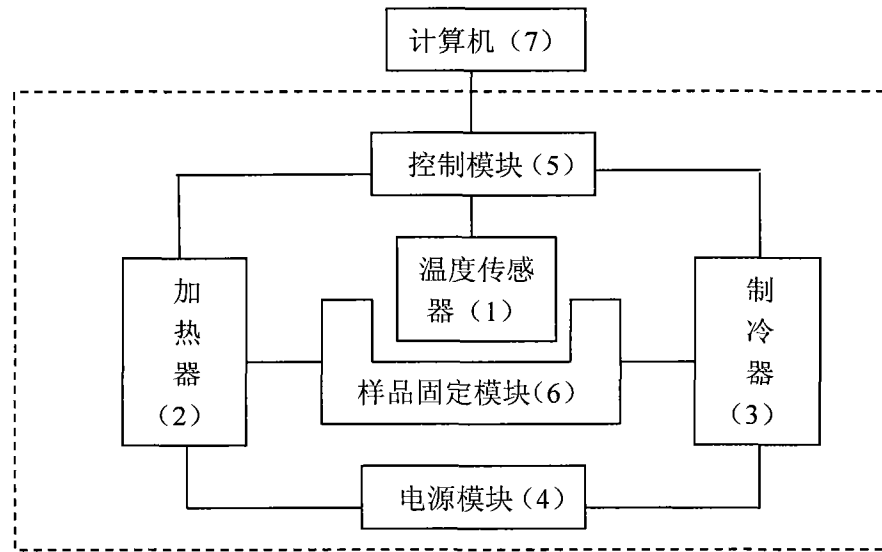 计算机（7）
控制模块（5）
温度传感
器（1）
加
热
器
（2）
制
冷
器
（3）
样品固定模块（6）
电源模块（4）